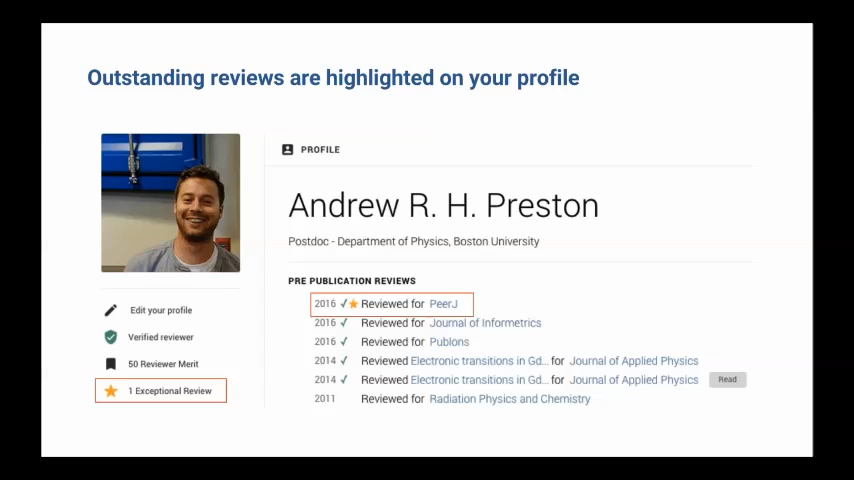 Outstanding reviews are highlighted on your profile
PROFILE
Andrew R. H. Preston
Postdoc - Department of Physics, Boston University
PRE PUBLICATION REVIEWS
2016 ✓★ Reviewed for PeerJ
2016 ✓ Reviewed for Journal of Informetrics
2016 ✓ Reviewed for Publons
2014 ✓ Reviewed Electronic transitions in Gd... for Journal of Applied Physics
2014 ✓ Reviewed Electronic transitions in Gd... for Journal of Applied Physics Read
2011 Reviewed for Radiation Physics and Chemistry
Edit your profile
Verified reviewer
50 Reviewer Merit
1 Exceptional Review